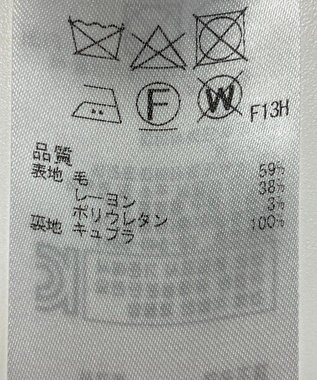 F
W
F13H
品質
表地 毛 59%
レーヨン 38%
ポリウレタン 3%
裏地 キュプラ 100%